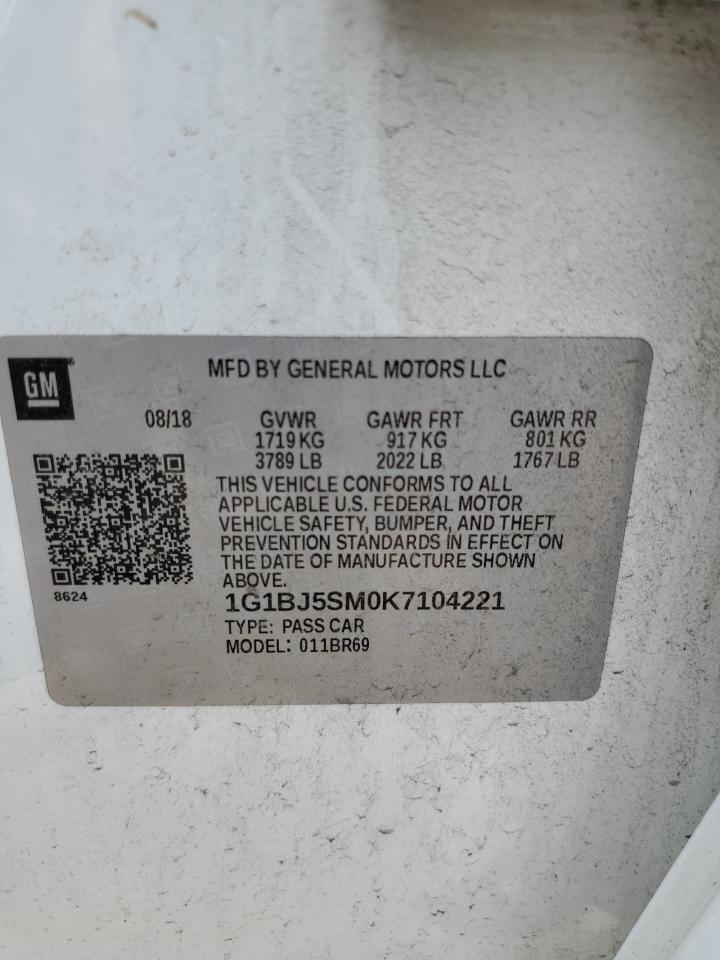 GM
MFD BY GENERAL MOTORS LLC
08/18 GVWR GAWR FRT GAWR RR
1719 KG 917 KG 801 KG
3789 LB 2022 LB 1767 LB
THIS VEHICLE CONFORMS TO ALL
APPLICABLE U.S. FEDERAL MOTOR
VEHICLE SAFETY, BUMPER, AND THEFT
PREVENTION STANDARDS IN EFFECT ON
THE DATE OF MANUFACTURE SHOWN
ABOVE.
8624
1G1BJ5SM0K7104221
TYPE: PASS CAR
MODEL: 011BR69